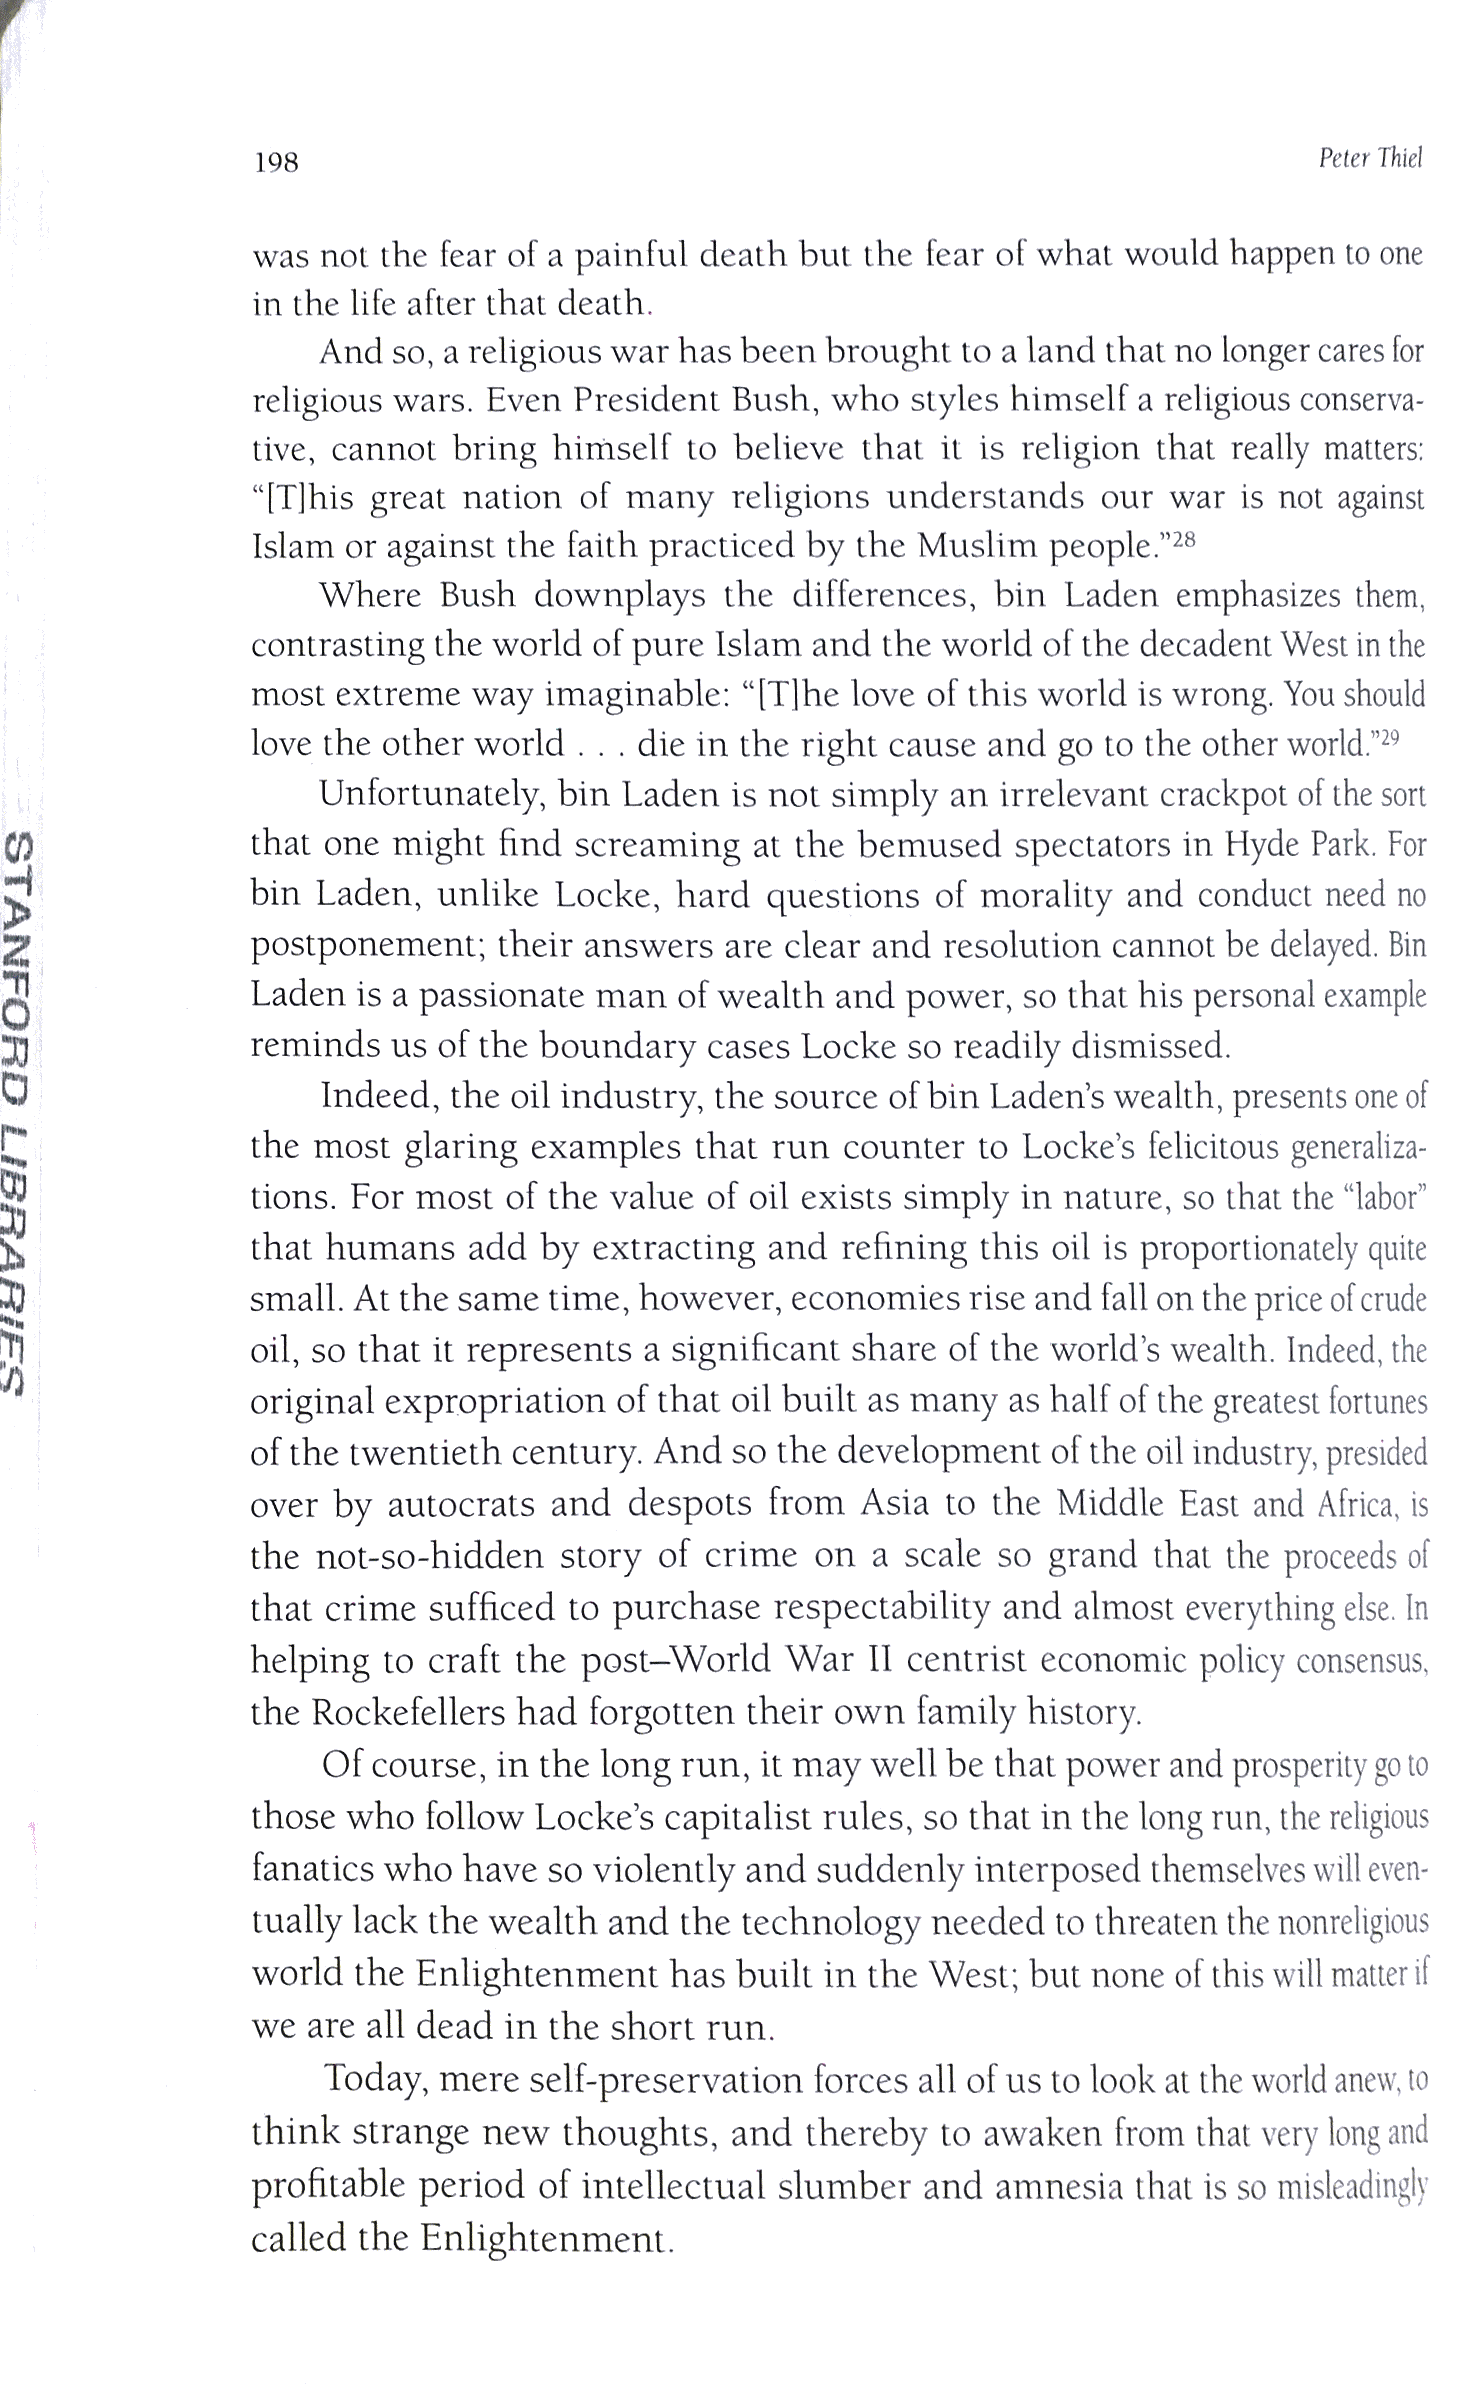 198 Peter Thiel
was not the fear of a painful death but the fear of what would happen to one
in the life after that death.
And so, a religious war has been brought to a land that no longer cares for
religious wars. Even President Bush, who styles himself a religious conserva-
tive, cannot bring himself to believe that it is religion that really matters:
“[T]his great nation of many religions understands our war is not against
Islam or against the faith practiced by the Muslim people.”28
Where Bush downplays the differences, bin Laden emphasizes them,
contrasting the world of pure Islam and the world of the decadent West in the
most extreme way imaginable: “[T]he love of this world is wrong. You should
love the other world . . . die in the right cause and go to the other world.”29
Unfortunately, bin Laden is not simply an irrelevant crackpot of the sort
that one might find screaming at the bemused spectators in Hyde Park. For
bin Laden, unlike Locke, hard questions of morality and conduct need no
postponement; their answers are clear and resolution cannot be delayed. Bin
Laden is a passionate man of wealth and power, so that his personal example
reminds us of the boundary cases Locke so readily dismissed.
Indeed, the oil industry, the source of bin Laden’s wealth, presents one of
the most glaring examples that run counter to Locke’s felicitous generaliza-
tions. For most of the value of oil exists simply in nature, so that the “labor”
that humans add by extracting and refining this oil is proportionately quite
small. At the same time, however, economies rise and fall on the price of crude
oil, so that it represents a significant share of the world’s wealth. Indeed, the
original expropriation of that oil built as many as half of the greatest fortunes
of the twentieth century. And so the development of the oil industry, presided
over by autocrats and despots from Asia to the Middle East and Africa, is
the not-so-hidden story of crime on a scale so grand that the proceeds of
that crime sufficed to purchase respectability and almost everything else. In
helping to craft the post–World War II centrist economic policy consensus,
the Rockefellers had forgotten their own family history.
Of course, in the long run, it may well be that power and prosperity go to
those who follow Locke’s capitalist rules, so that in the long run, the religious
fanatics who have so violently and suddenly interposed themselves will even-
tually lack the wealth and the technology needed to threaten the nonreligious
world the Enlightenment has built in the West; but none of this will matter if
we are all dead in the short run.
Today, mere self-preservation forces all of us to look at the world anew, to
think strange new thoughts, and thereby to awaken from that very long and
profitable period of intellectual slumber and amnesia that is so misleadingly
called the Enlightenment.
STANFORD LIBRARIES